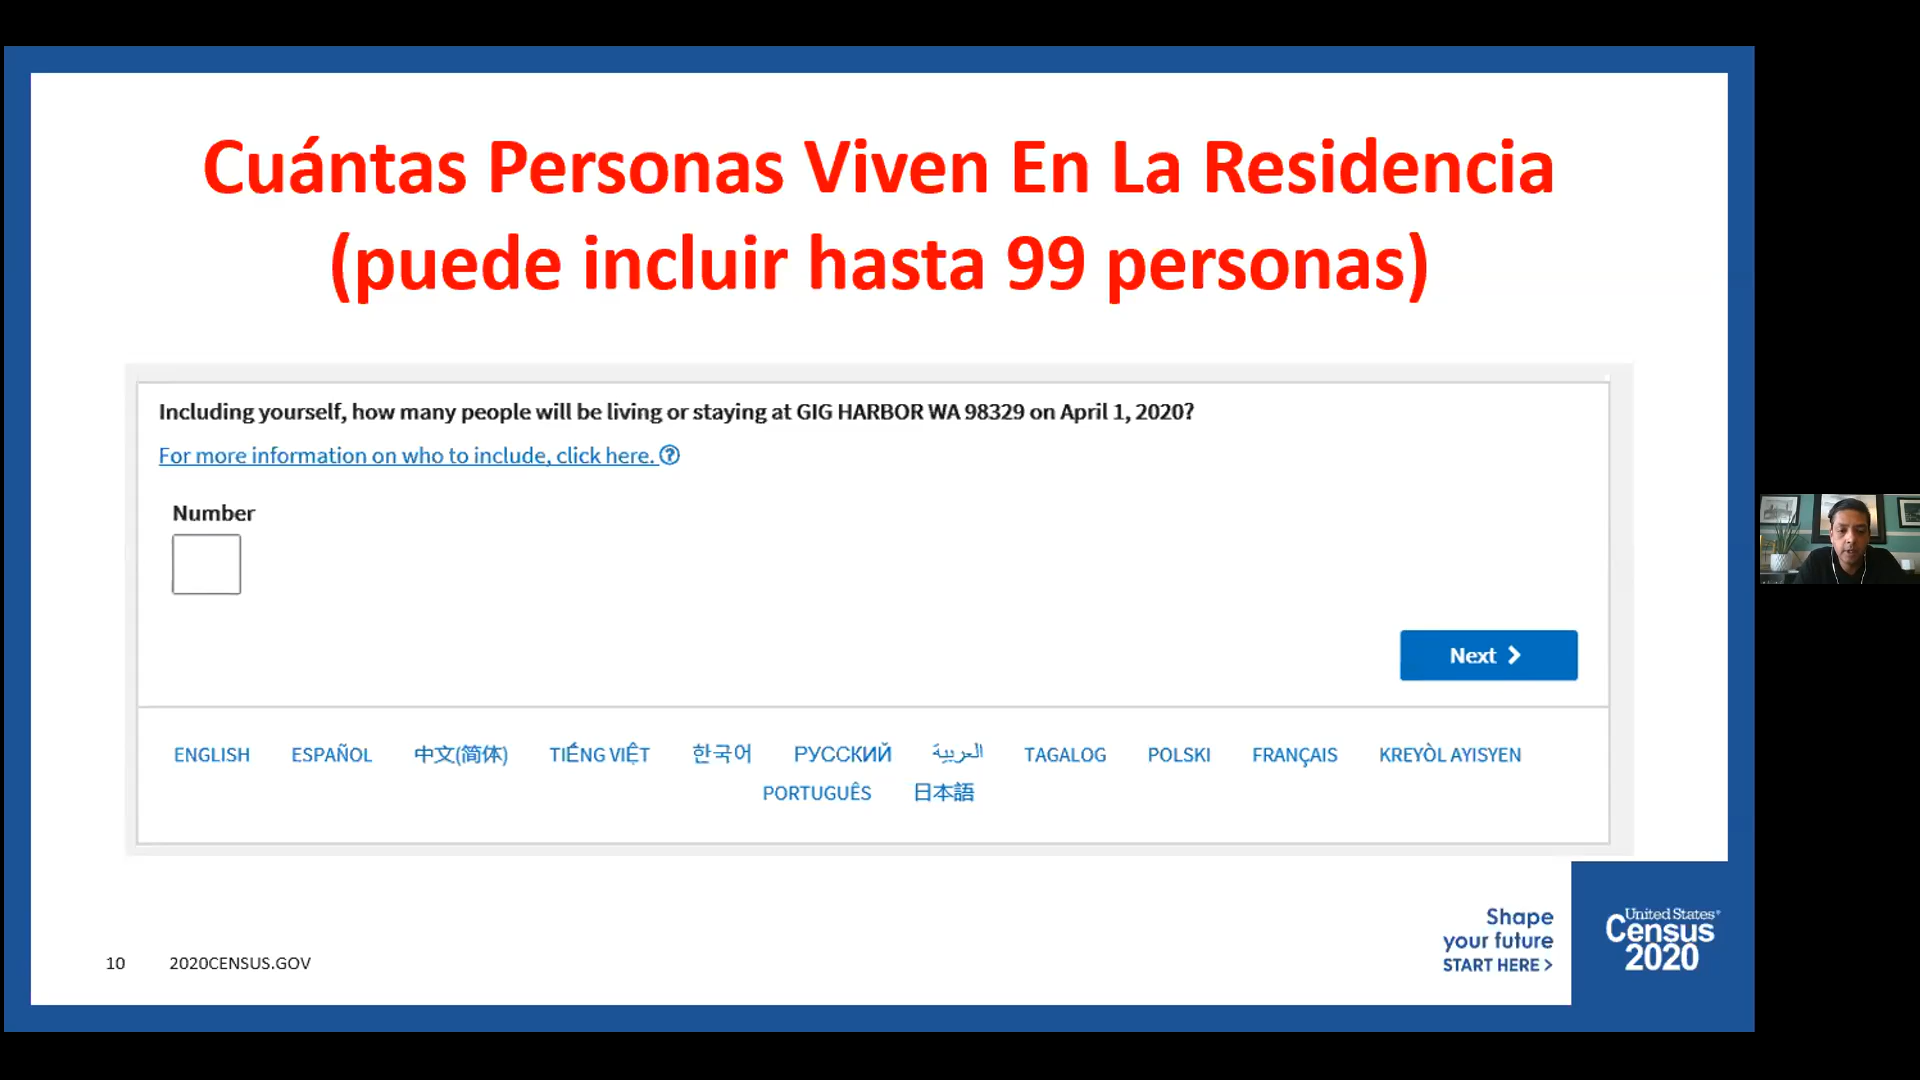 Cuántas Personas Viven En La Residencia
(puede incluir hasta 99 personas)
Including yourself, how many people will be living or staying at GIG HARBOR WA 98329 on April 1, 2020?
For more information on who to include, click here.
Number
Next
ENGLISH ESPAÑOL 中文(简体) TIẾNG VIỆT 한국어 РУССКИЙ العربية TAGALOG POLSKI FRANÇAIS KREYÒL AYISYEN
PORTUGUÊS 日本語
Shape
your future
START HERE >
United States®
Census
2020
10 2020CENSUS.GOV